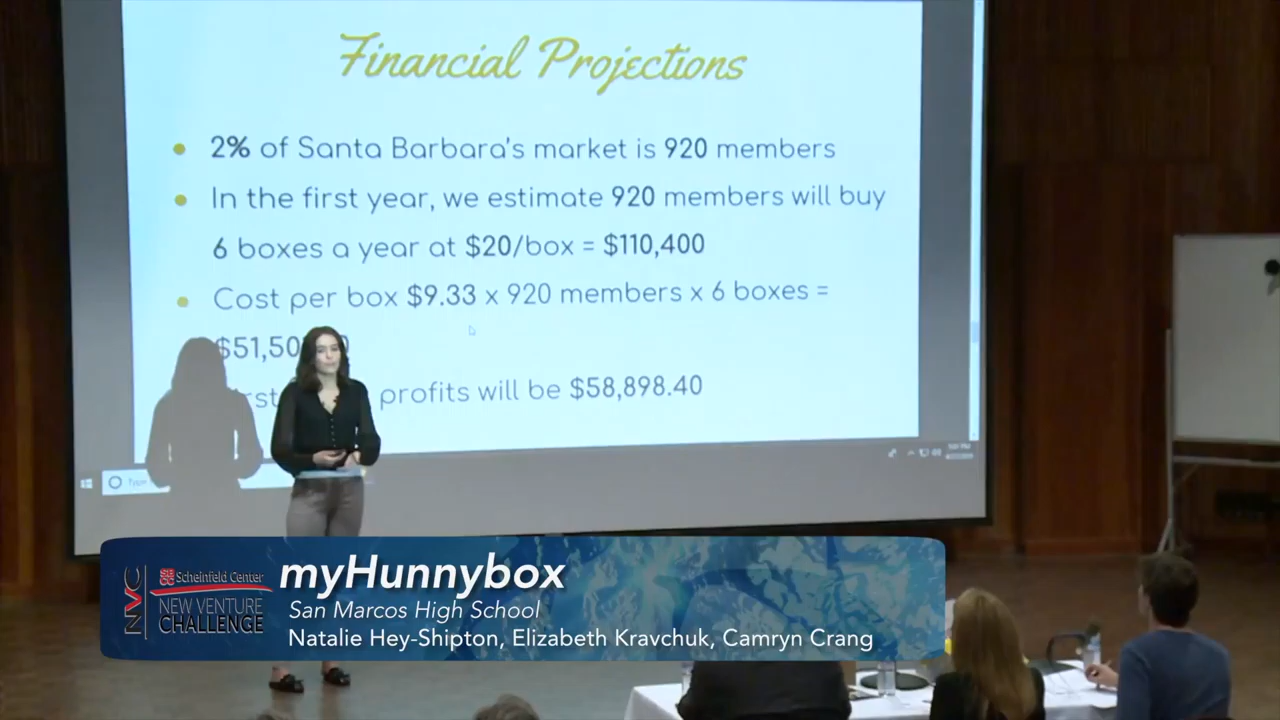 Financial Projections
2% of Santa Barbara's market is 920 members
In the first year, we estimate 920 members will buy
6 boxes a year at $20/box = $110,400
Cost per box $9.33 x 920 members x 6 boxes =
profits will be $58,898.40
Type
NVC
SBCC Scheinfeld Center
NEW VENTURE
CHALLENGE
myHunnybox
San Marcos High School
Natalie Hey-Shipton, Elizabeth Kravchuk, Camryn Crang